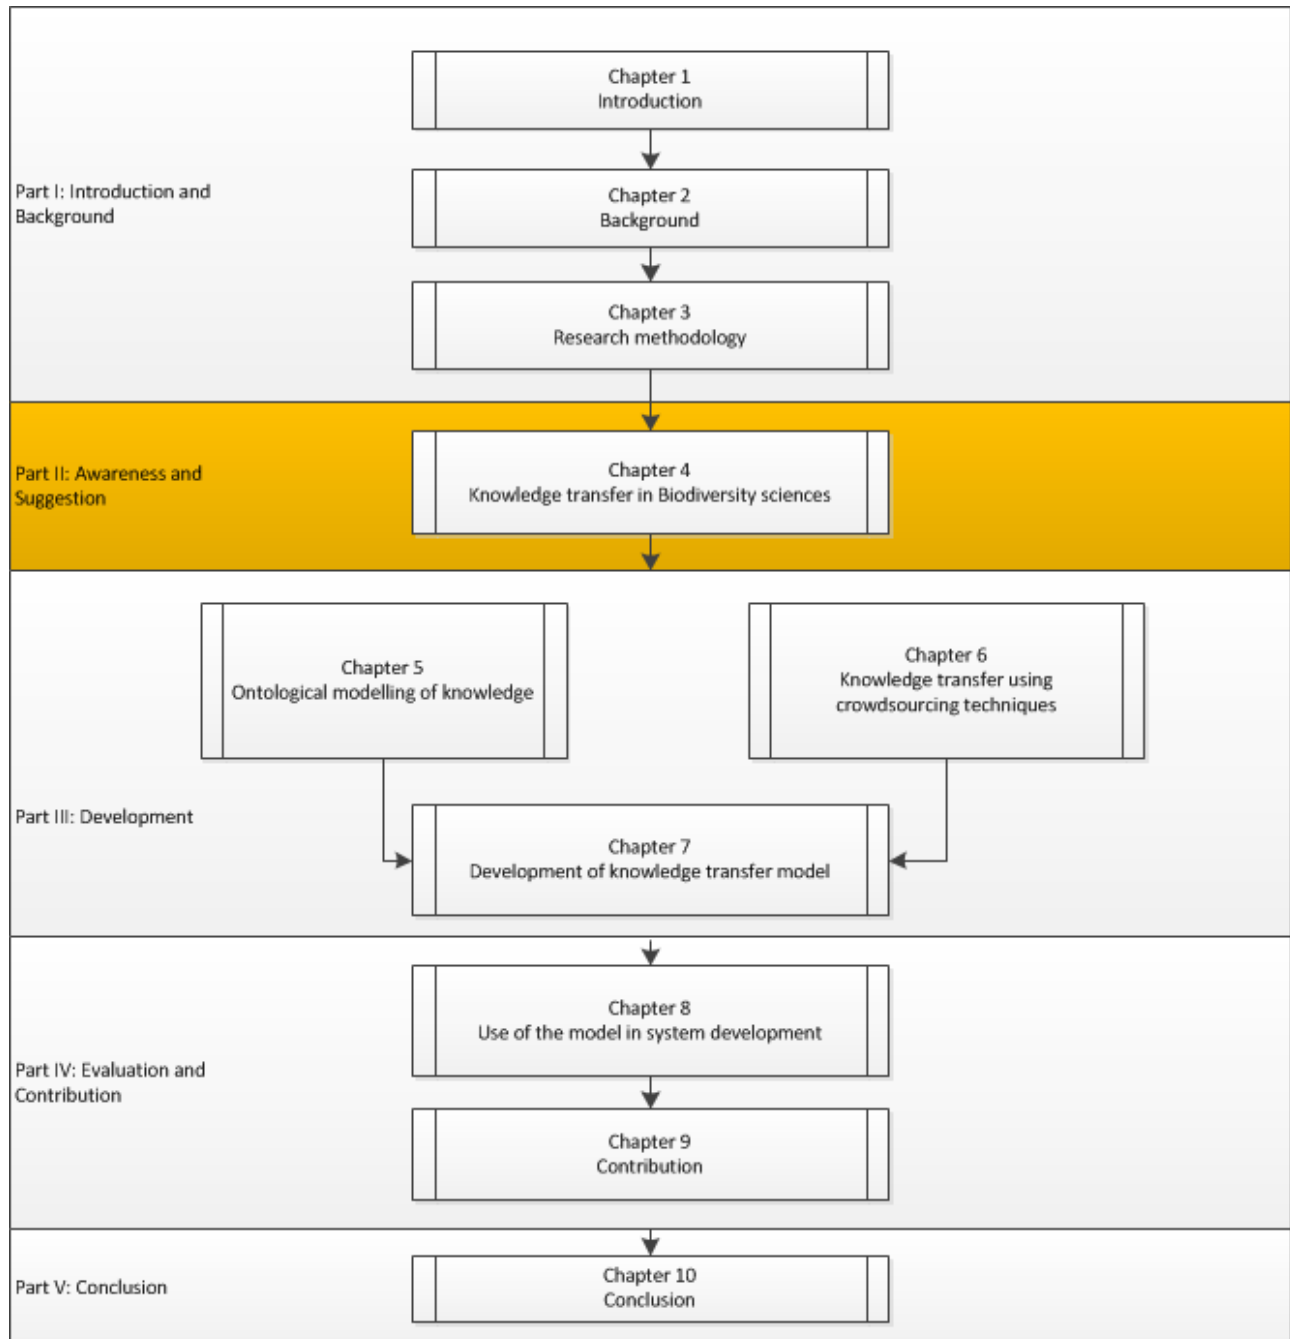 Chapter 1
Introduction
Part I: Introduction and
Background
Chapter 2
Background
Chapter 3
Research methodology
Part II: Awareness and
Suggestion
Chapter 4
Knowledge transfer in Biodiversity sciences
Chapter 5
Ontological modelling of knowledge
Chapter 6
Knowledge transfer using
crowdsourcing techniques
Part III: Development
Chapter 7
Development of knowledge transfer model
Chapter 8
Use of the model in system development
Part IV: Evaluation and
Contribution
Chapter 9
Contribution
Part V: Conclusion
Chapter 10
Conclusion